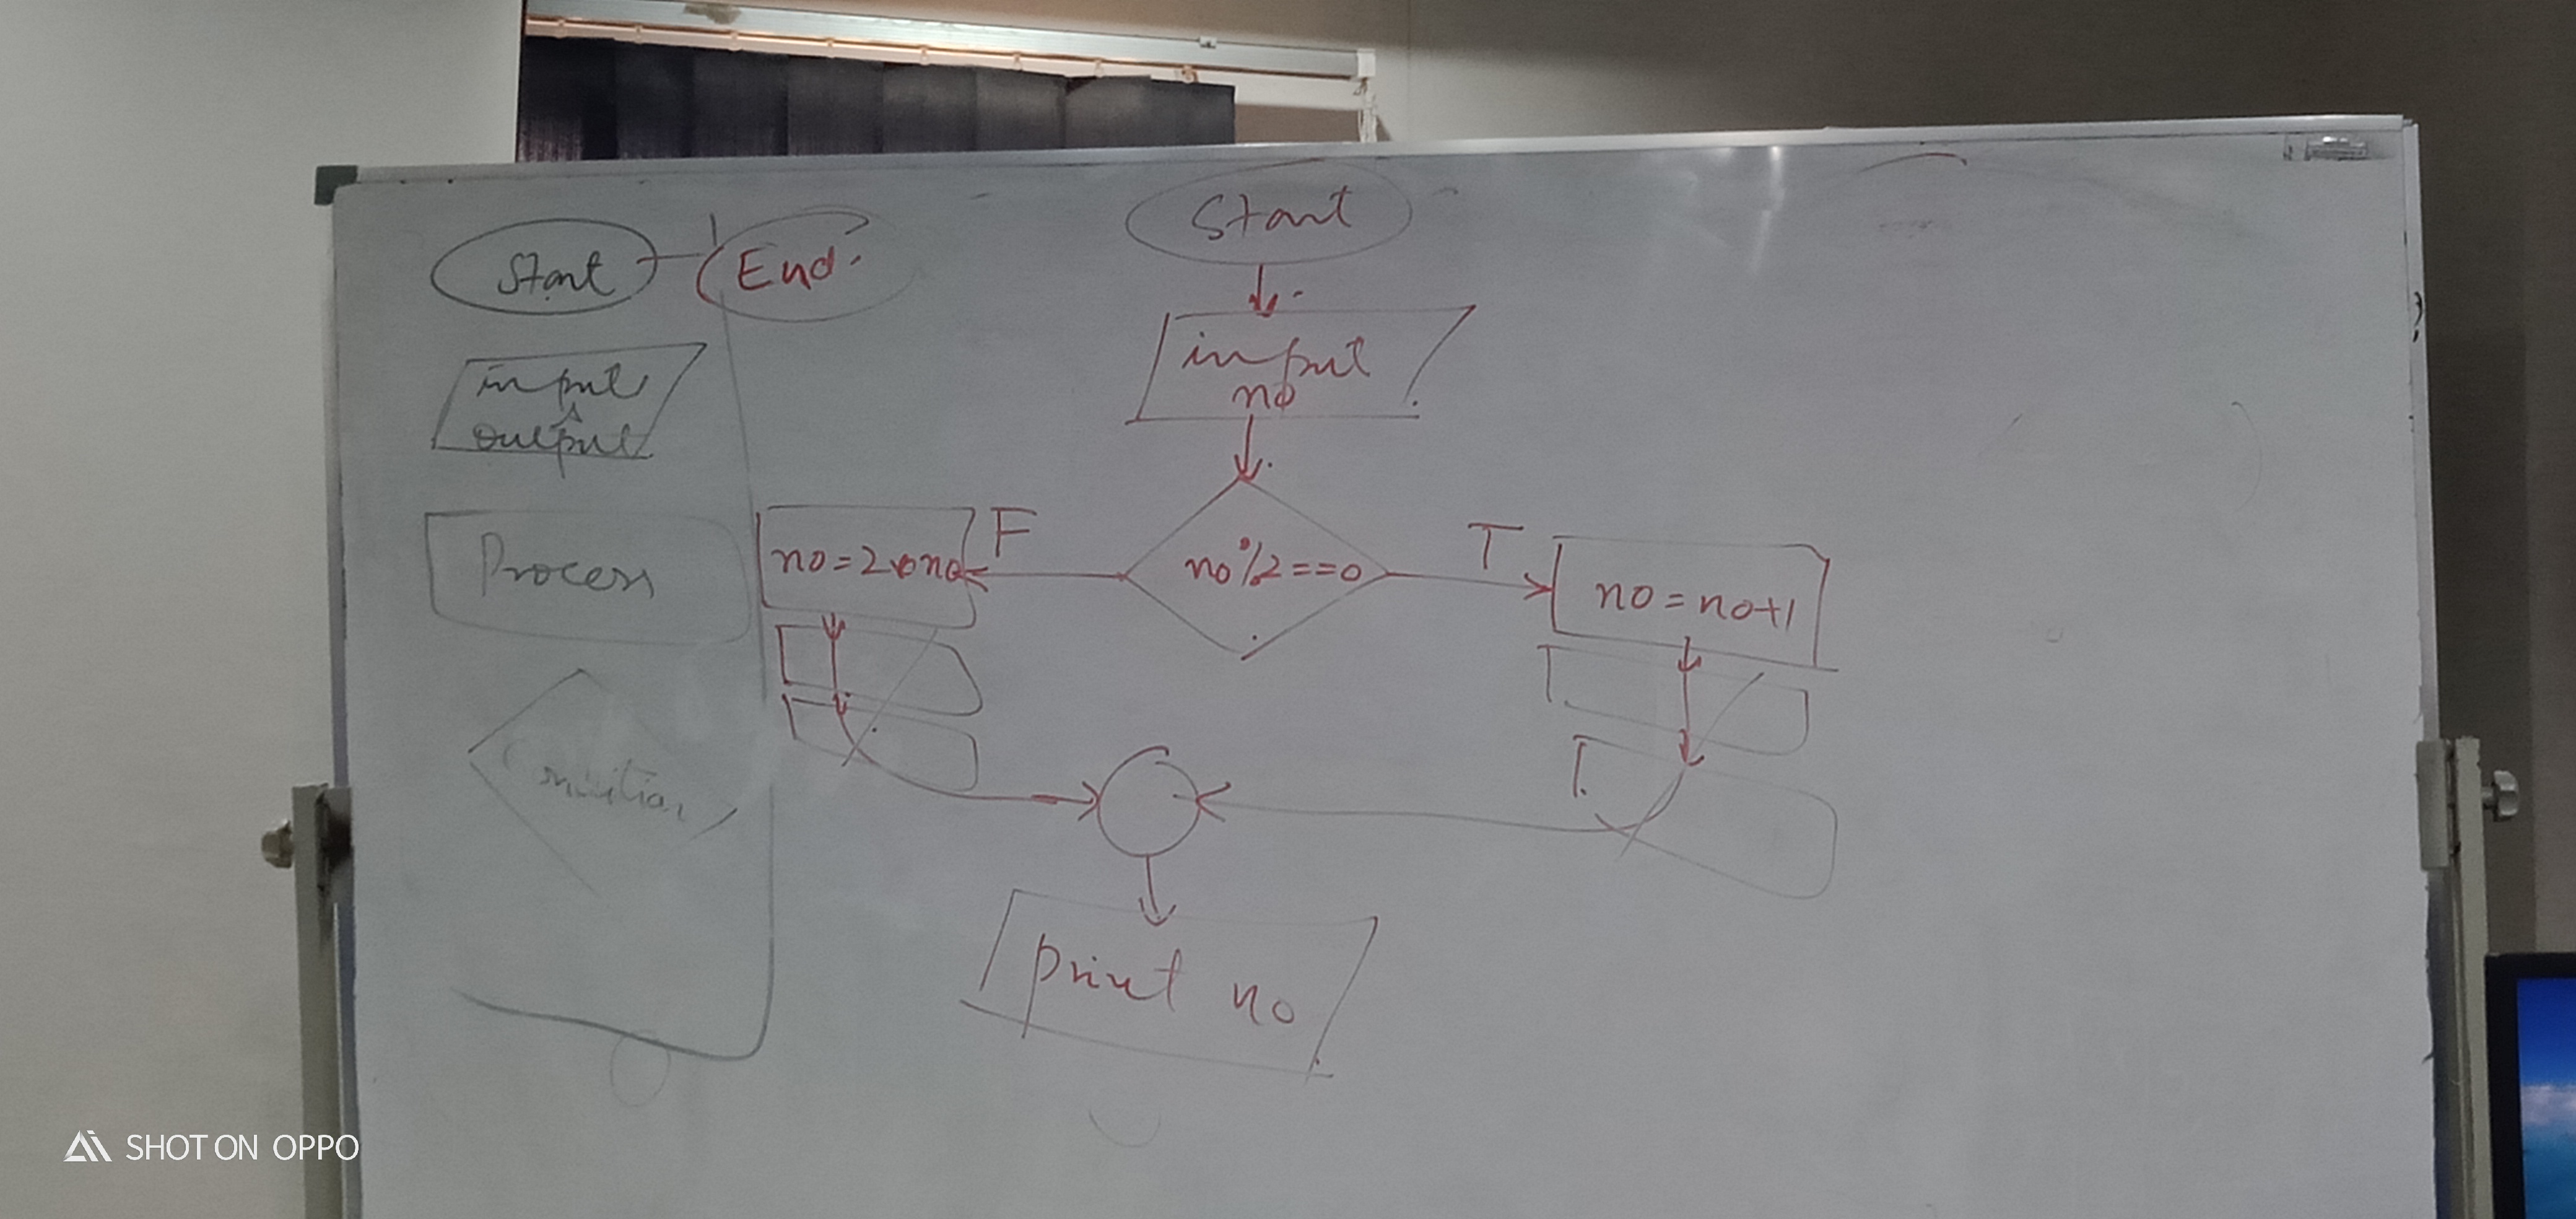 Start
End.
input
output
Process
Condition
Start
input
no
no%2==0
F
no=2*no
T
no=no+1
print no
SHOT ON OPPO